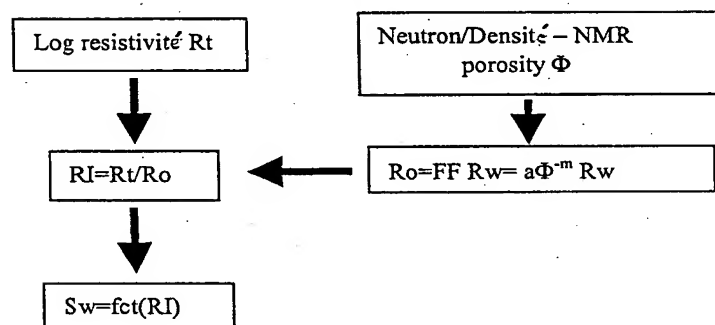 Log resistivité Rt
Neutron/Densité – NMR
porosity Φ
RI=Rt/Ro
Ro=FF Rw= aΦ^-m Rw
Sw=fct(RI)